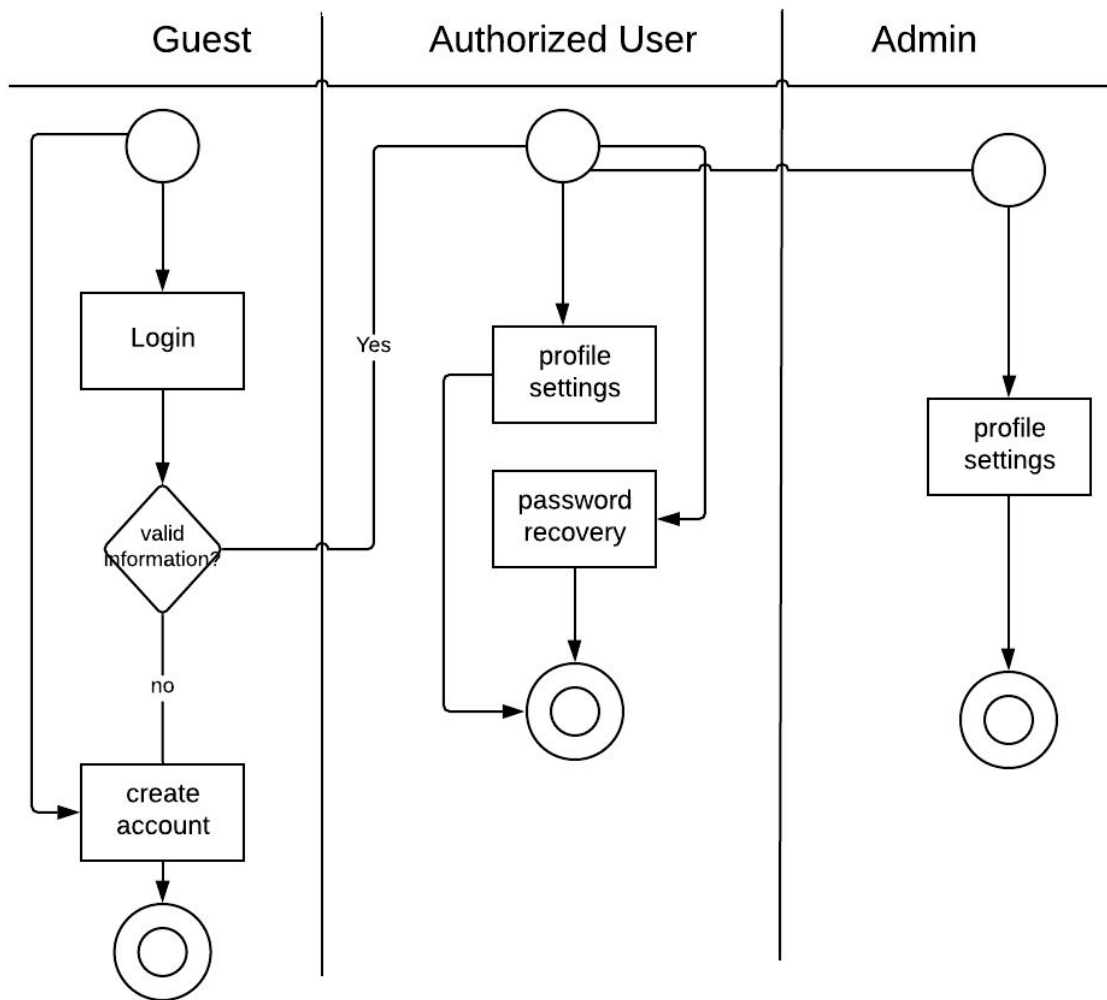 Guest
Authorized User
Admin
Login
Yes
profile
settings
profile
settings
password
recovery
valid
information?
no
create
account